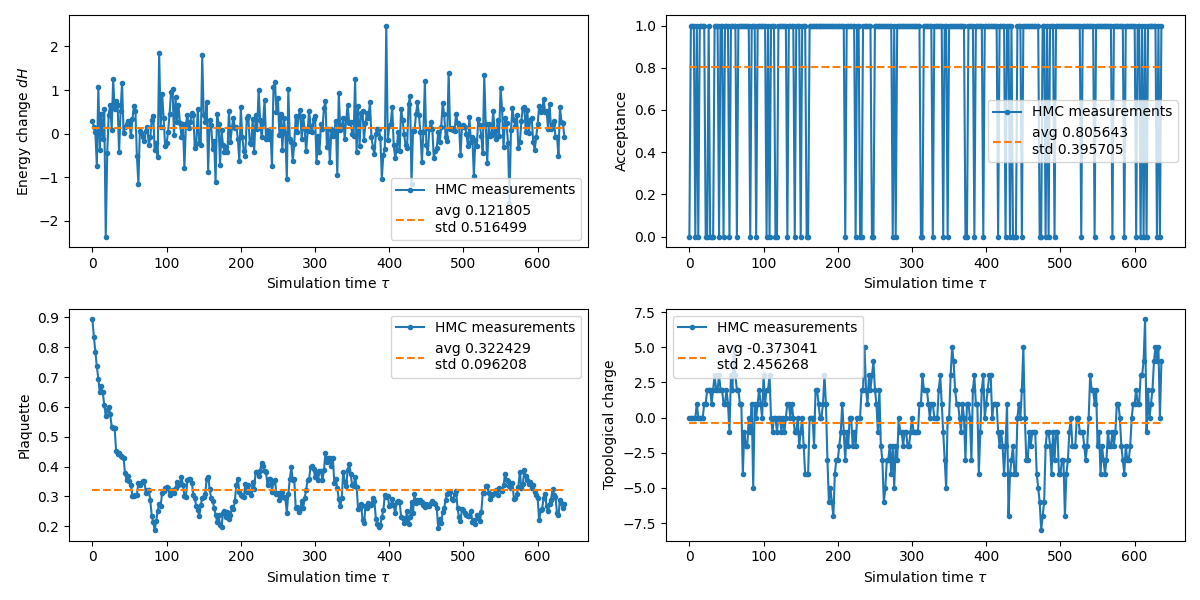 Energy change dH
2
1
0
−1
−2
HMC measurements
avg 0.121805
std 0.516499
0
100
200
300
400
500
600
Simulation time τ
Acceptance
1.0
0.8
0.6
0.4
0.2
0.0
HMC measurements
avg 0.805643
std 0.395705
0
100
200
300
400
500
600
Simulation time τ
Plaquette
0.9
0.8
0.7
0.6
0.5
0.4
0.3
0.2
HMC measurements
avg 0.322429
std 0.096208
0
100
200
300
400
500
600
Simulation time τ
Topological charge
7.5
5.0
2.5
0.0
−2.5
−5.0
−7.5
HMC measurements
avg -0.373041
std 2.456268
0
100
200
300
400
500
600
Simulation time τ